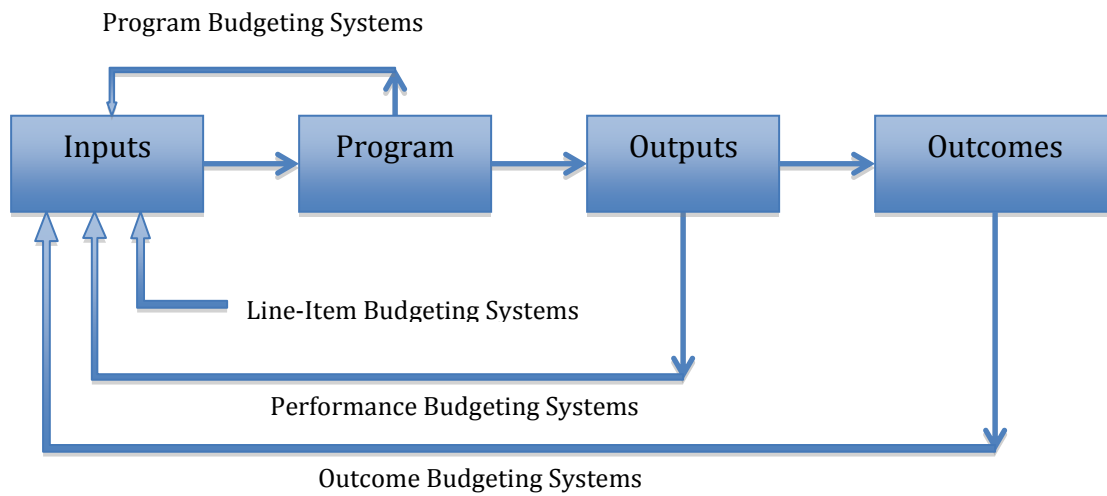 Program Budgeting Systems
Inputs
Program
Outputs
Outcomes
Line-Item Budgeting Systems
Performance Budgeting Systems
Outcome Budgeting Systems